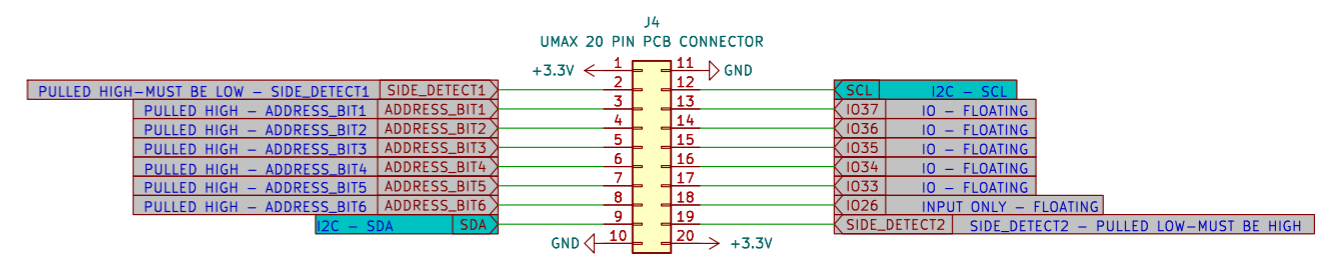 J4
UMAX 20 PIN PCB CONNECTOR
+3.3V 1 11 GND
PULLED HIGH-MUST BE LOW - SIDE_DETECT1 SIDE_DETECT1 2 12 SCL I2C - SCL
PULLED HIGH - ADDRESS_BIT1 ADDRESS_BIT1 3 13 IO37 IO - FLOATING
PULLED HIGH - ADDRESS_BIT2 ADDRESS_BIT2 4 14 IO36 IO - FLOATING
PULLED HIGH - ADDRESS_BIT3 ADDRESS_BIT3 5 15 IO35 IO - FLOATING
PULLED HIGH - ADDRESS_BIT4 ADDRESS_BIT4 6 16 IO34 IO - FLOATING
PULLED HIGH - ADDRESS_BIT5 ADDRESS_BIT5 7 17 IO33 IO - FLOATING
PULLED HIGH - ADDRESS_BIT6 ADDRESS_BIT6 8 18 IO26 INPUT ONLY - FLOATING
I2C - SDA SDA 9 19 SIDE_DETECT2 SIDE_DETECT2 - PULLED LOW-MUST BE HIGH
GND 10 20 +3.3V